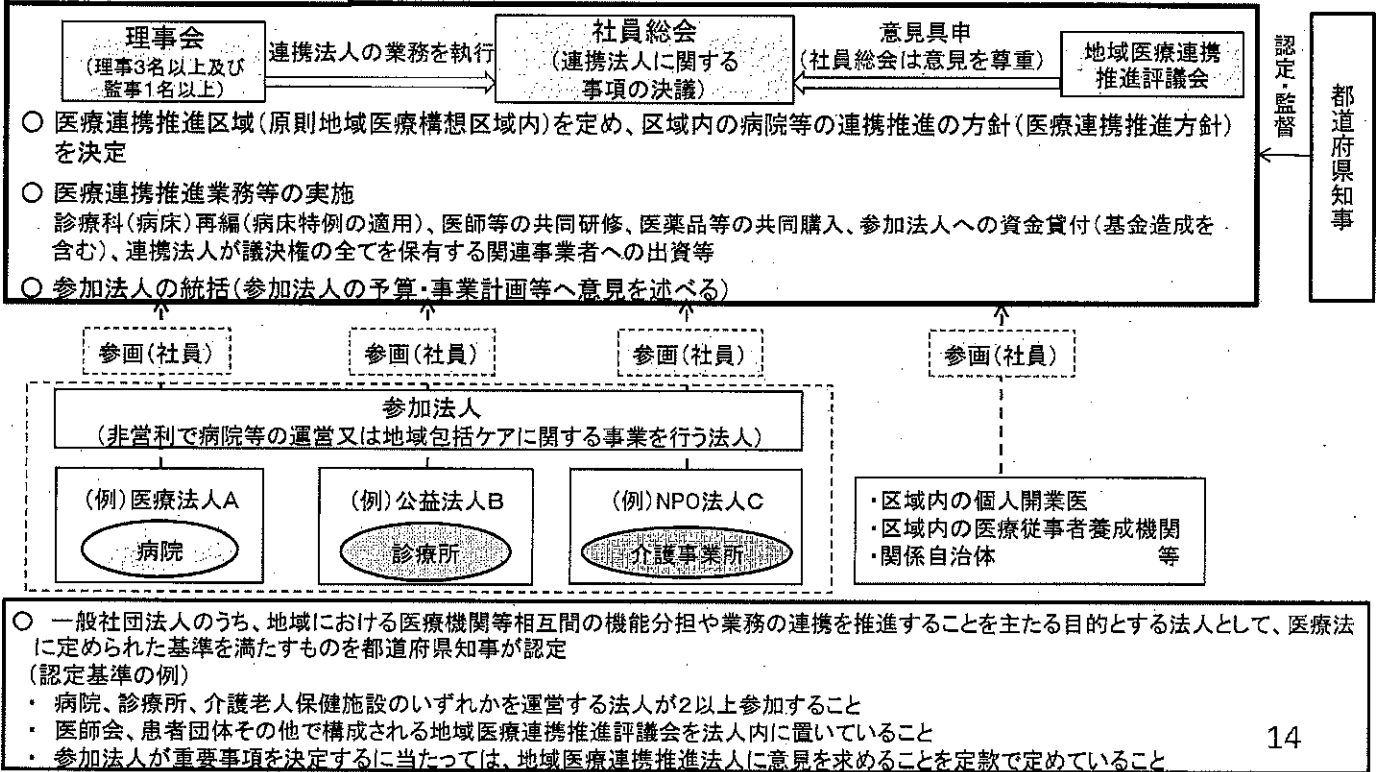 理事会
(理事3名以上及び
監事1名以上)
連携法人の業務を執行
社員総会
(連携法人に関する
事項の決議)
意見具申
(社員総会は意見を尊重)
地域医療連携
推進評議会
認定・監督
都道府県知事
○ 医療連携推進区域(原則地域医療構想区域内)を定め、区域内の病院等の連携推進の方針(医療連携推進方針)
を決定
○ 医療連携推進業務等の実施
診療科(病床)再編(病床特例の適用)、医師等の共同研修、医薬品等の共同購入、参加法人への資金貸付(基金造成を
含む)、連携法人が議決権の全てを保有する関連事業者への出資等
○ 参加法人の統括(参加法人の予算・事業計画等へ意見を述べる)
参画(社員)
参画(社員)
参画(社員)
参画(社員)
参加法人
(非営利で病院等の運営又は地域包括ケアに関する事業を行う法人)
(例)医療法人A
病院
(例)公益法人B
診療所
(例)NPO法人C
介護事業所
・区域内の個人開業医
・区域内の医療従事者養成機関
・関係自治体 等
○ 一般社団法人のうち、地域における医療機関等相互間の機能分担や業務の連携を推進することを主たる目的とする法人として、医療法
に定められた基準を満たすものを都道府県知事が認定
(認定基準の例)
・ 病院、診療所、介護老人保健施設のいずれかを運営する法人が2以上参加すること
・ 医師会、患者団体その他で構成される地域医療連携推進評議会を法人内に置いていること
・ 参加法人が重要事項を決定するに当たっては、地域医療連携推進法人に意見を求めることを定款で定めていること
14